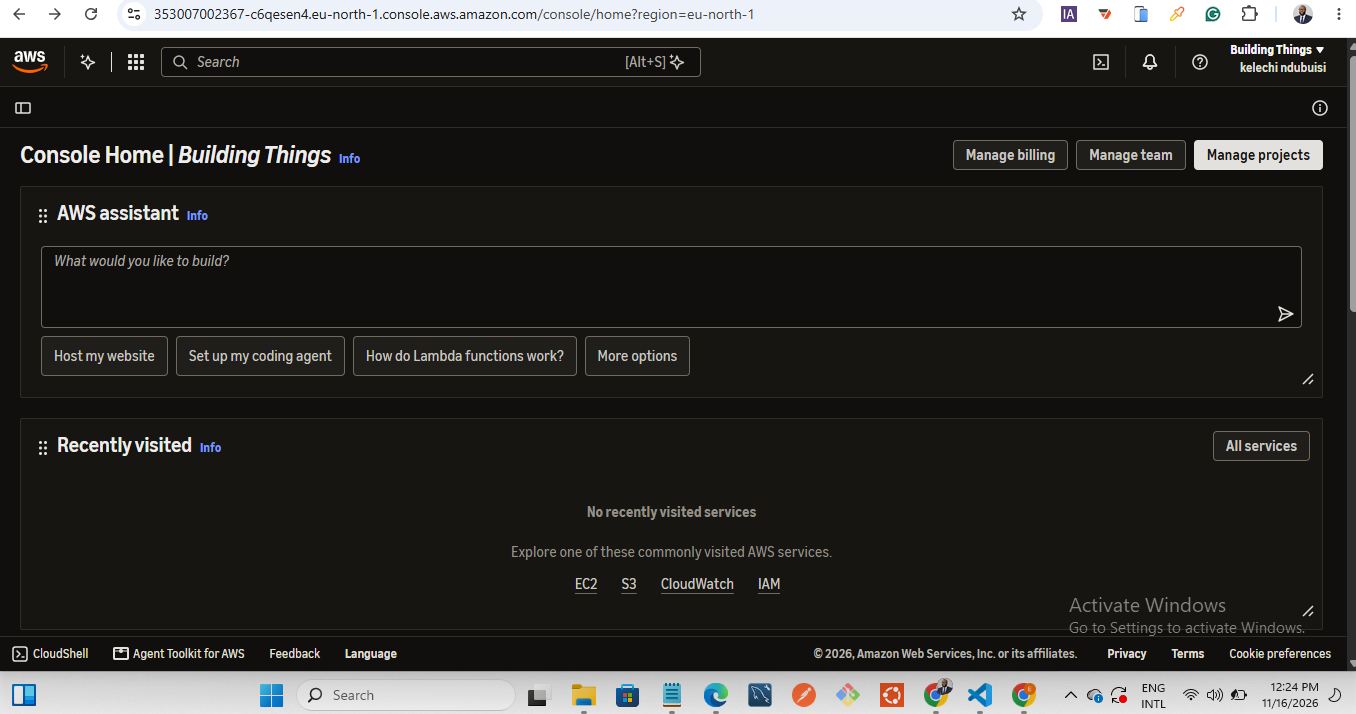 353007002367-c6qesen4.eu-north-1.console.aws.amazon.com/console/home?region=eu-north-1
IA
aws
Search
[Alt+S]
Building Things
kelechi ndubuisi
Console Home | Building Things Info
Manage billing
Manage team
Manage projects
AWS assistant Info
What would you like to build?
Host my website
Set up my coding agent
How do Lambda functions work?
More options
Recently visited Info
All services
No recently visited services
Explore one of these commonly visited AWS services.
EC2 S3 CloudWatch IAM
Activate Windows
Go to Settings to activate Windows.
CloudShell
Agent Toolkit for AWS
Feedback
Language
© 2026, Amazon Web Services, Inc. or its affiliates.
Privacy
Terms
Cookie preferences
Search
ENG
INTL
12:24 PM
11/16/2026